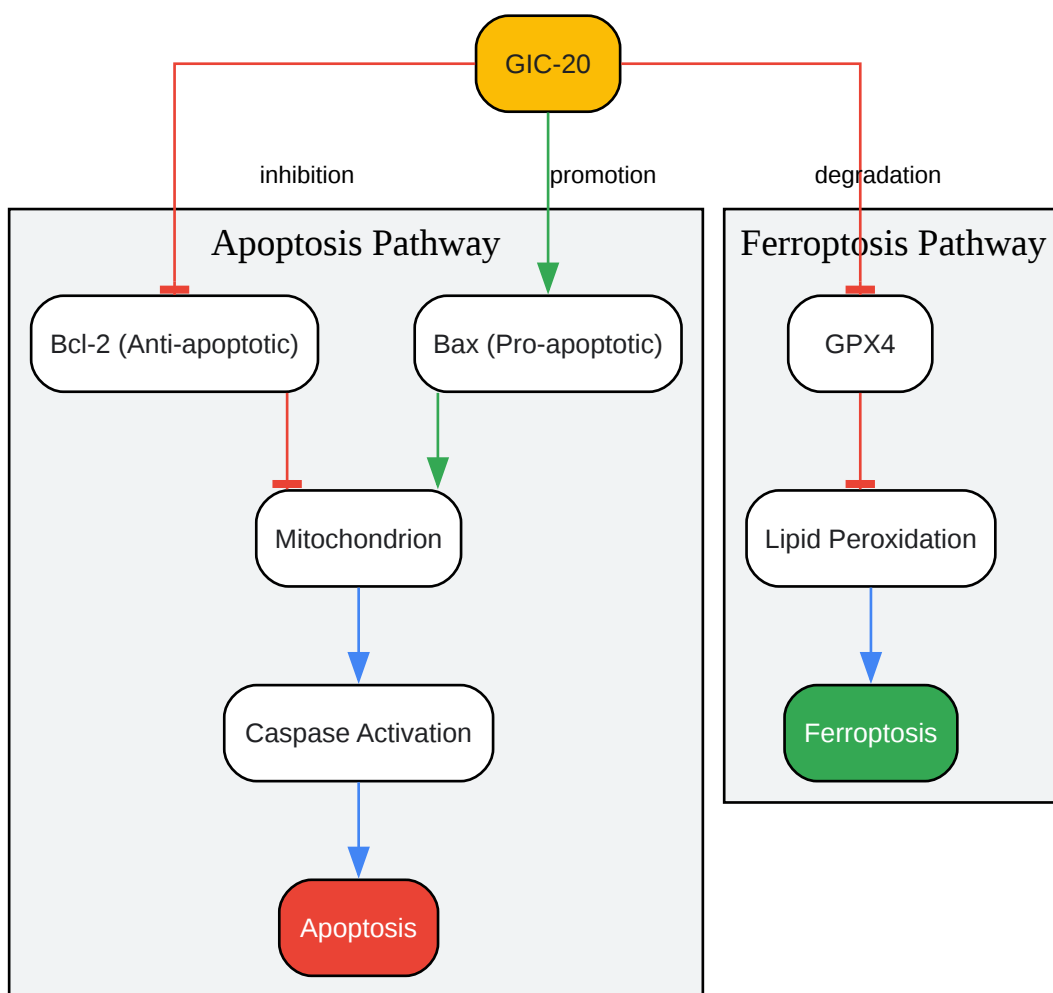 GIC-20
inhibition
promotion
degradation
Apoptosis Pathway
Ferroptosis Pathway
Bcl-2 (Anti-apoptotic)
Bax (Pro-apoptotic)
GPX4
Mitochondrion
Lipid Peroxidation
Caspase Activation
Ferroptosis
Apoptosis